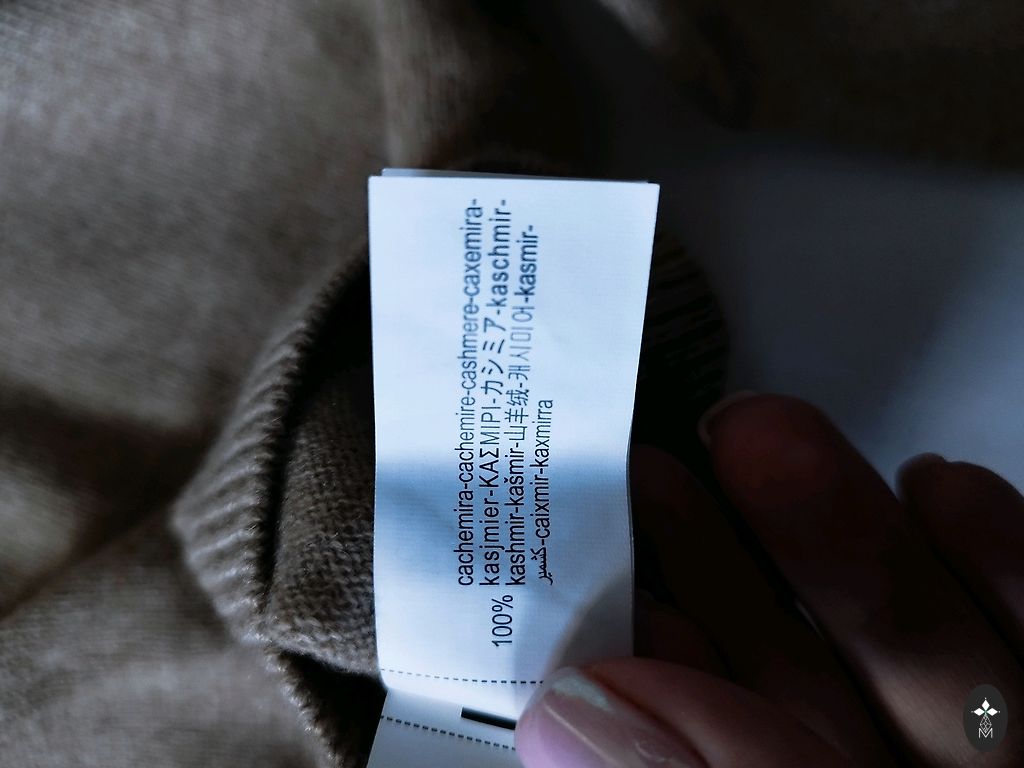 cachemira-cachemire-cashmere-caxemira-
kasjmier-ΚΑΣΜΙΡΙ-カシミア-kaschmir-
100% kashmir-kašmir-山羊绒-캐시미어-kasmir-
كشمير-caixmir-kaxmirra
M